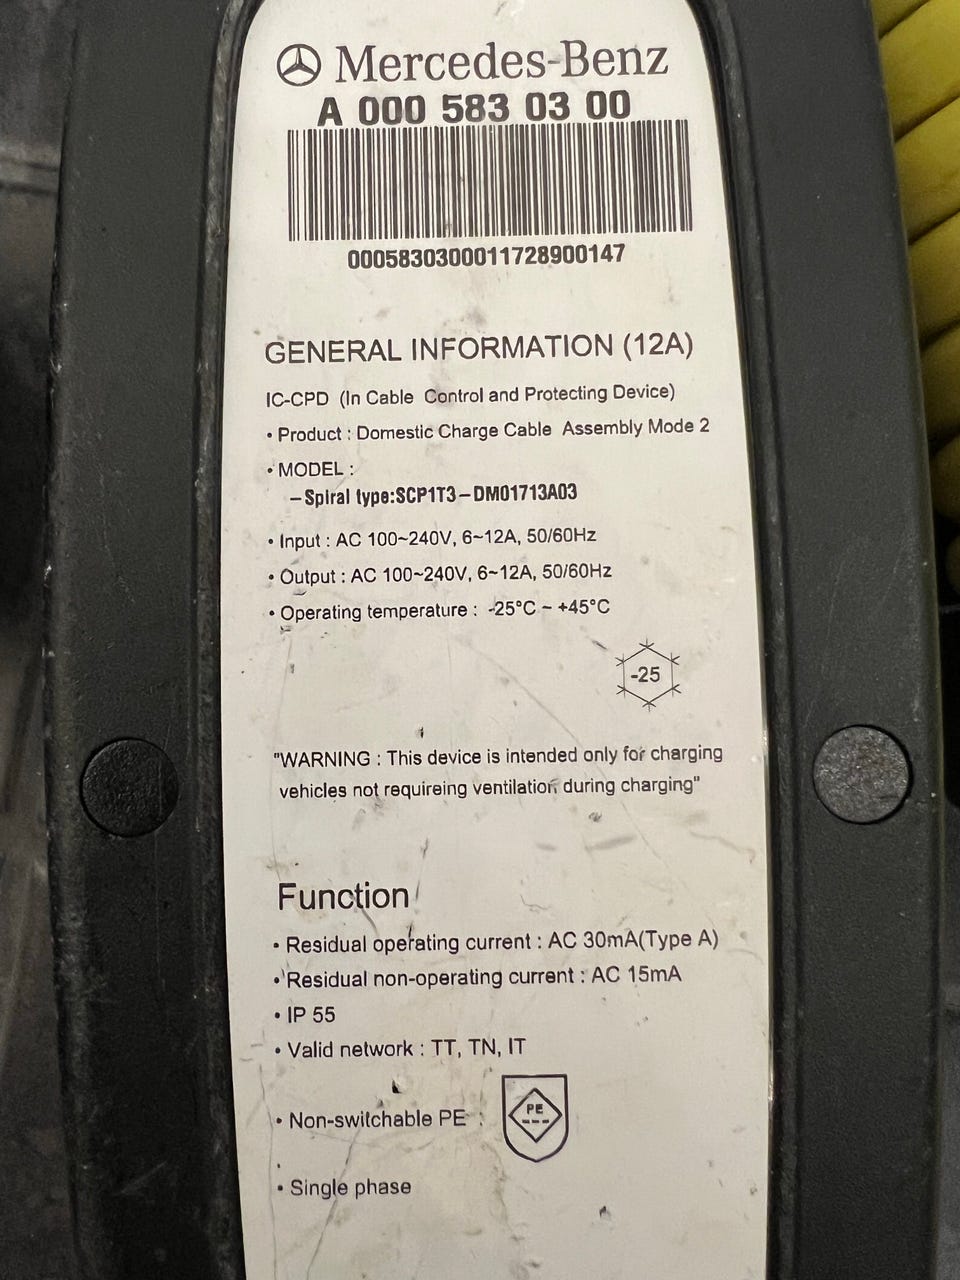 Mercedes-Benz
A 000 583 03 00
0005830300011728900147
GENERAL INFORMATION (12A)
IC-CPD (In Cable Control and Protecting Device)
• Product : Domestic Charge Cable Assembly Mode 2
• MODEL :
-Spiral type:SCP1T3-DM01713A03
• Input : AC 100~240V, 6~12A, 50/60Hz
• Output : AC 100~240V, 6~12A, 50/60Hz
• Operating temperature : -25°C ~ +45°C
-25
"WARNING : This device is intended only for charging
vehicles not requireing ventilation during charging"
Function
• Residual operating current : AC 30mA(Type A)
• Residual non-operating current : AC 15mA
• IP 55
• Valid network : TT, TN, IT
• Non-switchable PE :
PE
• Single phase